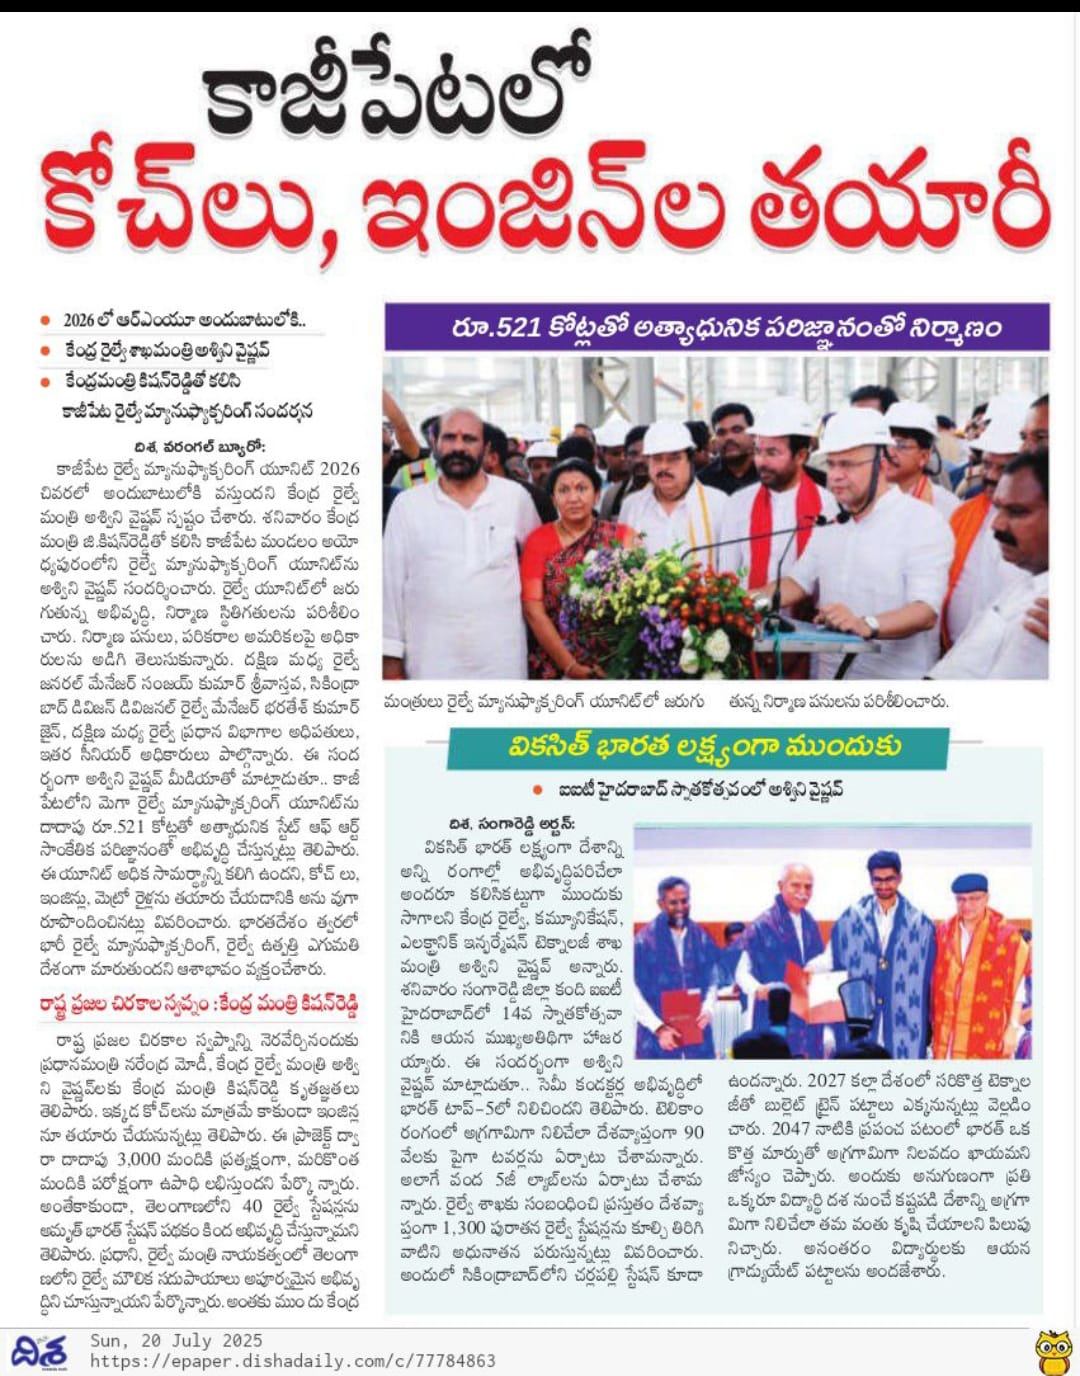 కాజీపేటలో
కోచ్‌లు, ఇంజిన్‌ల తయారీ
• 2026 లో ఆర్ఎంయూ అందుబాటులోకి..
• కేంద్ర రైల్వే శాఖమంత్రి అశ్విని వైష్ణవ్
• కేంద్రమంత్రి కిషన్‌రెడ్డితో కలిసి
కాజీపేట రైల్వే మ్యానుఫ్యాక్చరింగ్ సందర్శన
దిశ, వరంగల్ బ్యూరో:
కాజీపేట రైల్వే మ్యానుఫ్యాక్చరింగ్ యూనిట్ 2026
చివరలో అందుబాటులోకి వస్తుందని కేంద్ర రైల్వే
మంత్రి అశ్విని వైష్ణవ్ స్పష్టం చేశారు. శనివారం కేంద్ర
మంత్రి జి.కిషన్‌రెడ్డితో కలిసి కాజీపేట మండలం అయో
ధ్యపురంలోని రైల్వే మ్యానుఫ్యాక్చరింగ్ యూనిట్‌ను
అశ్విని వైష్ణవ్ సందర్శించారు. రైల్వే యూనిట్‌లో జరు
గుతున్న అభివృద్ధి, నిర్మాణ స్థితిగతులను పరిశీలిం
చారు. నిర్మాణ పనులు, పరికరాల అమరికలపై అధికా
రులను అడిగి తెలుసుకున్నారు. దక్షిణ మధ్య రైల్వే
జనరల్ మేనేజర్ సంజయ్ కుమార్ శ్రీవాస్తవ, సికింద్రా
బాద్ డివిజన్ డివిజనల్ రైల్వే మేనేజర్ భరతేశ్ కుమార్
జైన్, దక్షిణ మధ్య రైల్వే ప్రధాన విభాగాల అధిపతులు,
ఇతర సీనియర్ అధికారులు పాల్గొన్నారు. ఈ సంద
ర్భంగా అశ్విని వైష్ణవ్ మీడియాతో మాట్లాడుతూ.. కాజీ
పేటలోని మెగా రైల్వే మ్యానుఫ్యాక్చరింగ్ యూనిట్‌ను
దాదాపు రూ.521 కోట్లతో అత్యాధునిక స్టేట్ ఆఫ్ ఆర్ట్
సాంకేతిక పరిజ్ఞానంతో అభివృద్ధి చేస్తున్నట్లు తెలిపారు.
ఈ యూనిట్ అధిక సామర్థ్యాన్ని కలిగి ఉందని, కోచ్ లు,
ఇంజిన్లు, మెట్రో రైళ్లను తయారు చేయడానికి అను వుగా
రూపొందించినట్లు వివరించారు. భారతదేశం త్వరలో
భారీ రైల్వే మ్యానుఫ్యాక్చరింగ్, రైల్వే ఉత్పత్తి ఎగుమతి
దేశంగా మారుతుందని ఆశాభావం వ్యక్తంచేశారు.
రాష్ట్ర ప్రజల చిరకాల స్వప్నం : కేంద్ర మంత్రి కిషన్‌రెడ్డి
రాష్ట్ర ప్రజల చిరకాల స్వప్నాన్ని నెరవేర్చినందుకు
ప్రధానమంత్రి నరేంద్ర మోడీ, కేంద్ర రైల్వే మంత్రి అశ్వి
ని వైష్ణవ్‌లకు కేంద్ర మంత్రి కిషన్‌రెడ్డి కృతజ్ఞతలు
తెలిపారు. ఇక్కడ కోచ్‌లను మాత్రమే కాకుండా ఇంజిన్ల
నూ తయారు చేయనున్నట్లు తెలిపారు. ఈ ప్రాజెక్ట్ ద్వా
రా దాదాపు 3,000 మందికి ప్రత్యక్షంగా, మరికొంత
మందికి పరోక్షంగా ఉపాధి లభిస్తుందని పేర్కొ న్నారు.
అంతేకాకుండా, తెలంగాణలోని 40 రైల్వే స్టేషన్లను
అమృత్ భారత్ స్టేషన్ పథకం కింద అభివృద్ధి చేస్తున్నామని
తెలిపారు. ప్రధాని, రైల్వే మంత్రి నాయకత్వంలో తెలంగా
ణలోని రైల్వే మౌలిక సదుపాయాలు అపూర్వమైన అభివృ
ద్ధిని చూస్తున్నాయని పేర్కొన్నారు. అంతకు ముం దు కేంద్ర
రూ.521 కోట్లతో అత్యాధునిక పరిజ్ఞానంతో నిర్మాణం
మంత్రులు రైల్వే మ్యానుఫ్యాక్చరింగ్ యూనిట్‌లో జరుగు తున్న నిర్మాణ పనులను పరిశీలించారు.
వికసిత్ భారత లక్ష్యంగా ముందుకు
• ఐఐటీ హైదరాబాద్ స్నాతకోత్సవంలో అశ్విని వైష్ణవ్
దిశ, సంగారెడ్డి అర్బన్:
వికసిత్ భారత్ లక్ష్యంగా దేశాన్ని
అన్ని రంగాల్లో అభివృద్ధిపరిచేలా
అందరూ కలిసికట్టుగా ముందుకు
సాగాలని కేంద్ర రైల్వే, కమ్యూనికేషన్,
ఎలక్ట్రానిక్ ఇన్ఫర్మేషన్ టెక్నాలజీ శాఖ
మంత్రి అశ్విని వైష్ణవ్ అన్నారు.
శనివారం సంగారెడ్డి జిల్లా కంది ఐఐటీ
హైదరాబాద్‌లో 14వ స్నాతకోత్సవా
నికి ఆయన ముఖ్యఅతిథిగా హాజర
య్యారు. ఈ సందర్భంగా అశ్విని
వైష్ణవ్ మాట్లాడుతూ.. సెమీ కండక్టర్ల అభివృద్ధిలో
భారత్ టాప్-5లో నిలిచిందని తెలిపారు. టెలికాం
రంగంలో అగ్రగామిగా నిలిచేలా దేశవ్యాప్తంగా 90
వేలకు పైగా టవర్లను ఏర్పాటు చేశామన్నారు.
అలాగే వంద 5జీ ల్యాబ్‌లను ఏర్పాటు చేశామ
న్నారు. రైల్వే శాఖకు సంబంధించి ప్రస్తుతం దేశవ్యా
ప్తంగా 1,300 పురాతన రైల్వే స్టేషన్లను కూల్చి తిరిగి
వాటిని అధునాతన పరుస్తున్నట్లు వివరించారు.
అందులో సికింద్రాబాద్‌లోని చర్లపల్లి స్టేషన్ కూడా
ఉందన్నారు. 2027 కల్లా దేశంలో సరికొత్త టెక్నాల
జీతో బుల్లెట్ ట్రైన్ పట్టాలు ఎక్కనున్నట్లు వెల్లడిం
చారు. 2047 నాటికి ప్రపంచ పటంలో భారత్ ఒక
కొత్త మార్పుతో అగ్రగామిగా నిలవడం ఖాయమని
జోస్యం చెప్పారు. అందుకు అనుగుణంగా ప్రతి
ఒక్కరూ విద్యార్థి దశ నుంచే కష్టపడి దేశాన్ని అగ్రగా
మిగా నిలిచేలా తమ వంతు కృషి చేయాలని పిలుపు
నిచ్చారు. అనంతరం విద్యార్థులకు ఆయన
గ్రాడ్యుయేట్ పట్టాలను అందజేశారు.
దిశ
Sun, 20 July 2025
https://epaper.dishadaily.com/c/77784863